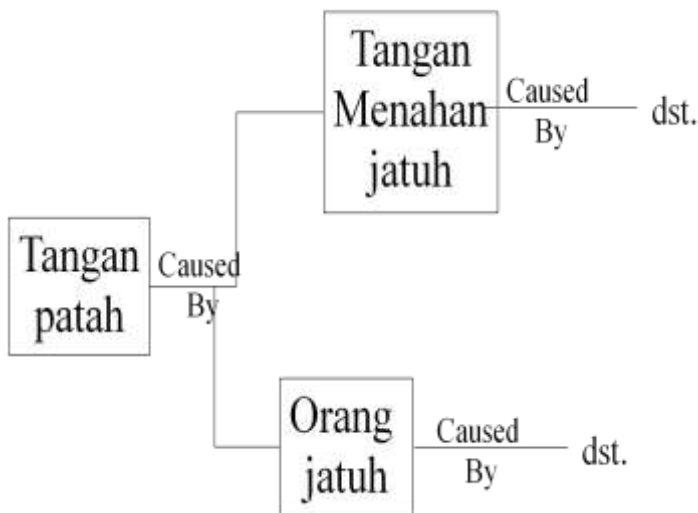 Tangan
Menahan
jatuh
Caused
By
dst.
Tangan
patah
Caused
By
Orang
jatuh
Caused
By
dst.